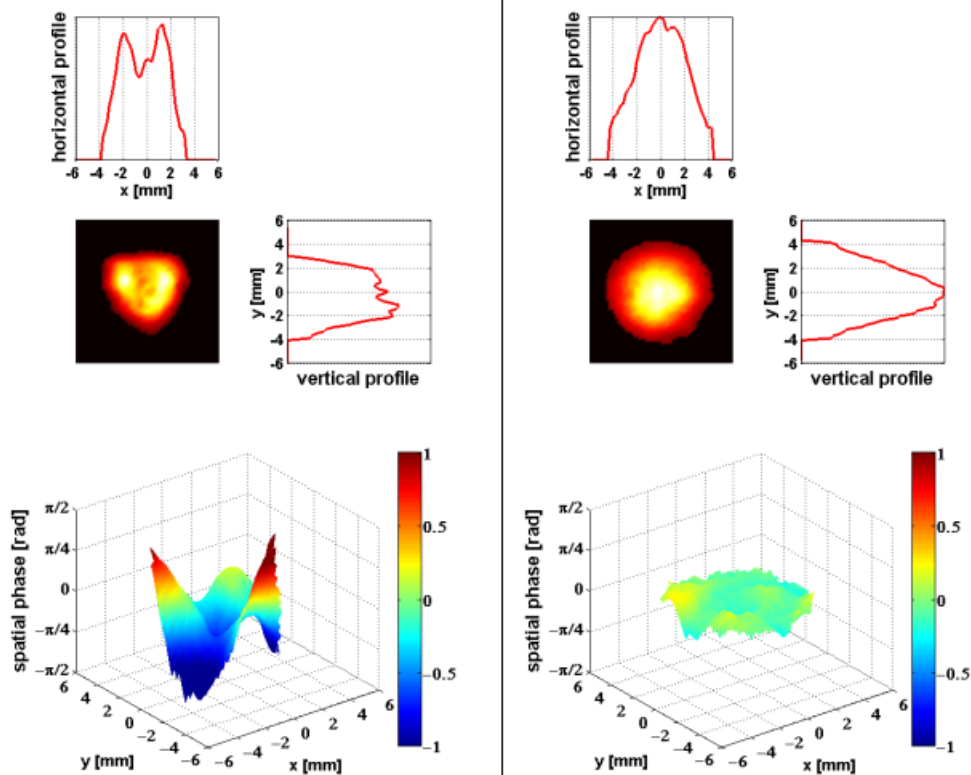 horizontal profile
-6 -4 -2 0 2 4 6
x [mm]
6
4
2
0
-2
-4
-6
y [mm]
vertical profile
π/2
π/4
0
−π/4
−π/2
spatial phase [rad]
6
4
2
0
−2
−4
−6
y [mm]
−6
−4
−2
0
2
4
6
x [mm]
1
0.5
0
−0.5
−1
horizontal profile
-6 -4 -2 0 2 4 6
x [mm]
6
4
2
0
-2
-4
-6
y [mm]
vertical profile
π/2
π/4
0
−π/4
−π/2
spatial phase [rad]
6
4
2
0
−2
−4
−6
y [mm]
−6
−4
−2
0
2
4
6
x [mm]
1
0.5
0
−0.5
−1